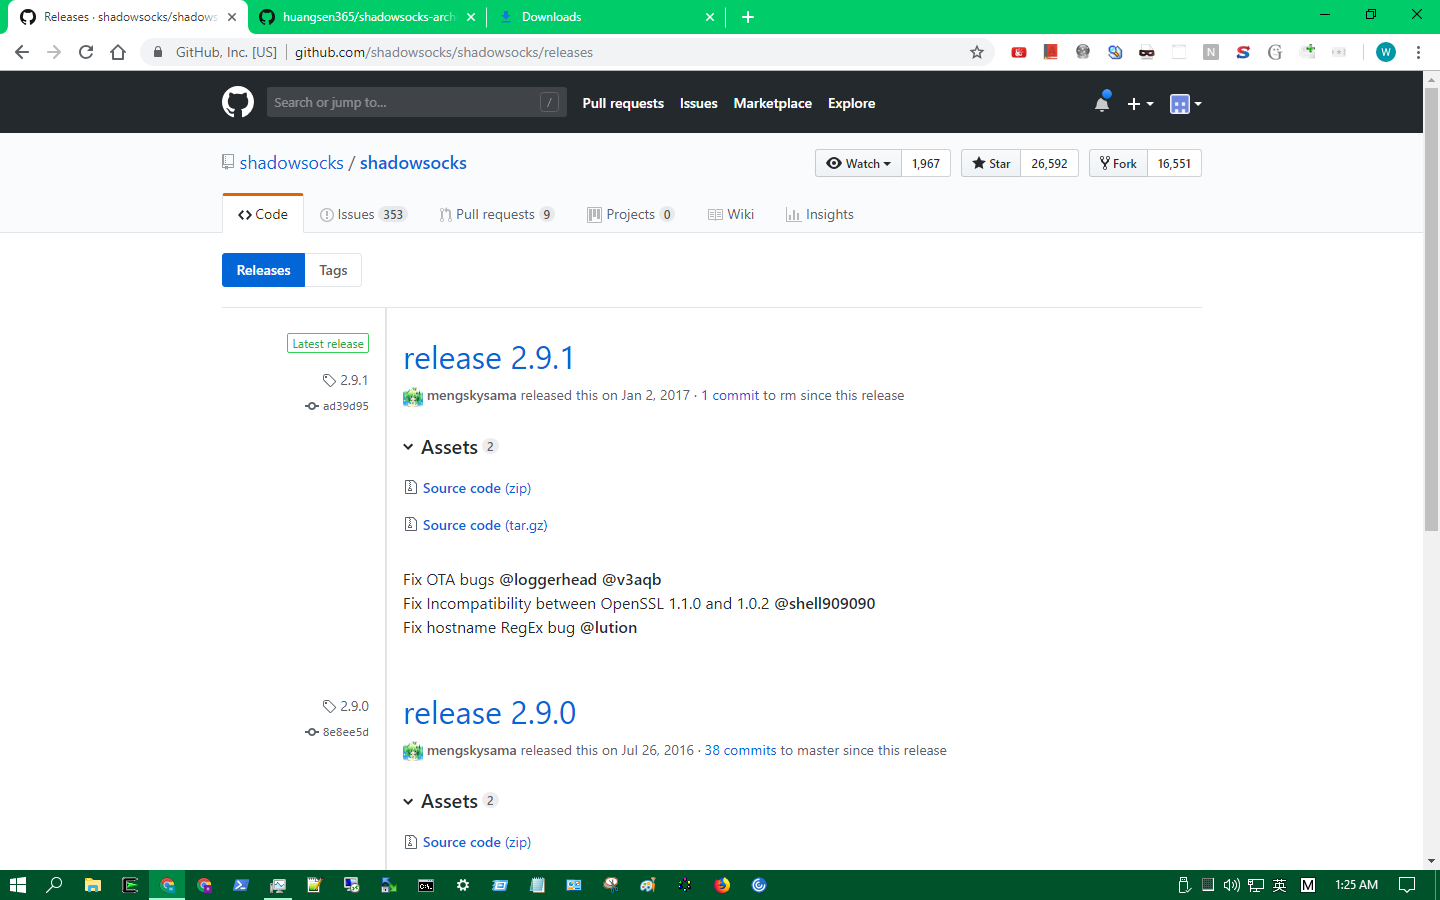 Releases · shadowsocks/shadows
huangsen365/shadowsocks-arch
Downloads
GitHub, Inc. [US]
github.com/shadowsocks/shadowsocks/releases
W
Search or jump to...
/
Pull requests
Issues
Marketplace
Explore
shadowsocks / shadowsocks
Watch 1,967
Star 26,592
Fork 16,551
Code
Issues 353
Pull requests 9
Projects 0
Wiki
Insights
Releases
Tags
Latest release
2.9.1
ad39d95
release 2.9.1
mengskysama released this on Jan 2, 2017 · 1 commit to rm since this release
Assets 2
Source code (zip)
Source code (tar.gz)
Fix OTA bugs @loggerhead @v3aqb
Fix Incompatibility between OpenSSL 1.1.0 and 1.0.2 @shell909090
Fix hostname RegEx bug @lution
2.9.0
8e8ee5d
release 2.9.0
mengskysama released this on Jul 26, 2016 · 38 commits to master since this release
Assets 2
Source code (zip)
英
M
1:25 AM